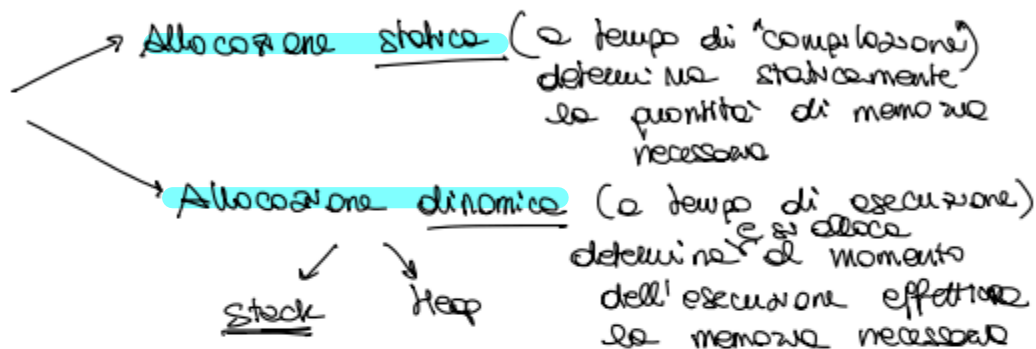 Allocazione statica (a tempo di "compilazione")
determina staticamente
la quantità di memoria
necessaria
Allocazione dinamica (a tempo di esecuzione)
e si alloca
determina al momento
dell'esecuzione effettiva
la memoria necessaria
Stack Heap